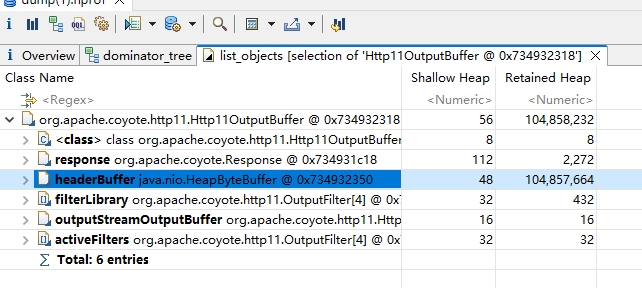 dump(1).hprof
i Overview dominator_tree list_objects [selection of 'Http11OutputBuffer @ 0x734932318']
Class Name Shallow Heap Retained Heap
<Regex> <Numeric> <Numeric>
org.apache.coyote.http11.Http11OutputBuffer @ 0x734932318 56 104,858,232
<class> class org.apache.coyote.http11.Http11OutputBuffer 8 8
response org.apache.coyote.Response @ 0x734931c18 112 2,272
headerBuffer java.nio.HeapByteBuffer @ 0x734932350 48 104,857,664
filterLibrary org.apache.coyote.http11.OutputFilter[4] @ 0x7 32 432
outputStreamOutputBuffer org.apache.coyote.http11.Htt 16 16
activeFilters org.apache.coyote.http11.OutputFilter[4] @ 0x7 32 32
Σ Total: 6 entries